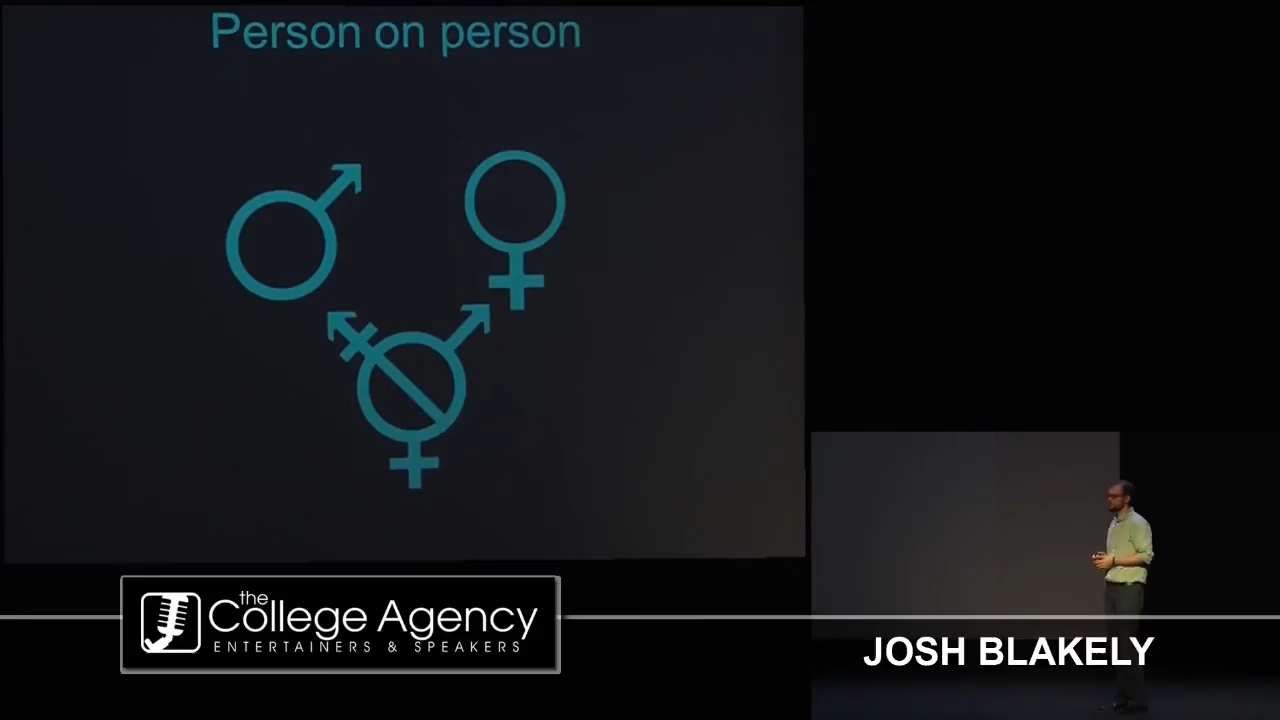 Person on person
the
College Agency
ENTERTAINERS & SPEAKERS
JOSH BLAKELY